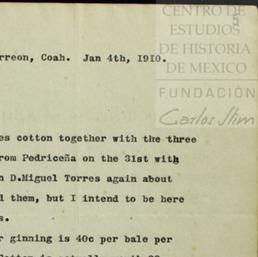 CENTRO DE
ESTUDIOS
DE HISTORIA
DE MEXICO
FUNDACIÓN
Carlos Slim
rreon, Coah. Jan 4th, 1910.
es cotton together with the three
rom Pedriceña on the 31st with
n D.Miguel Torres again about
d them, but I intend to be here
s.
r ginning is 40c per bale per